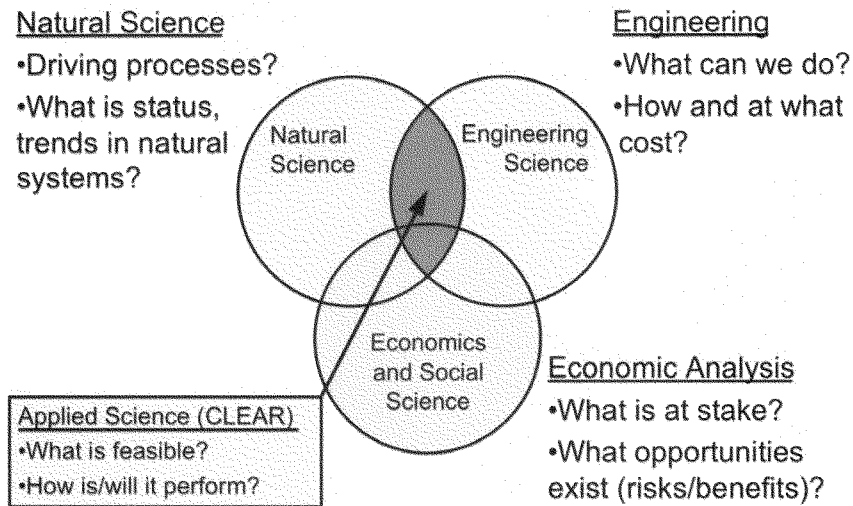 Natural Science
•Driving processes?
•What is status,
trends in natural
systems?
Engineering
•What can we do?
•How and at what
cost?
Natural
Science
Engineering
Science
Economics
and Social
Science
Applied Science (CLEAR)
•What is feasible?
•How is/will it perform?
Economic Analysis
•What is at stake?
•What opportunities
exist (risks/benefits)?